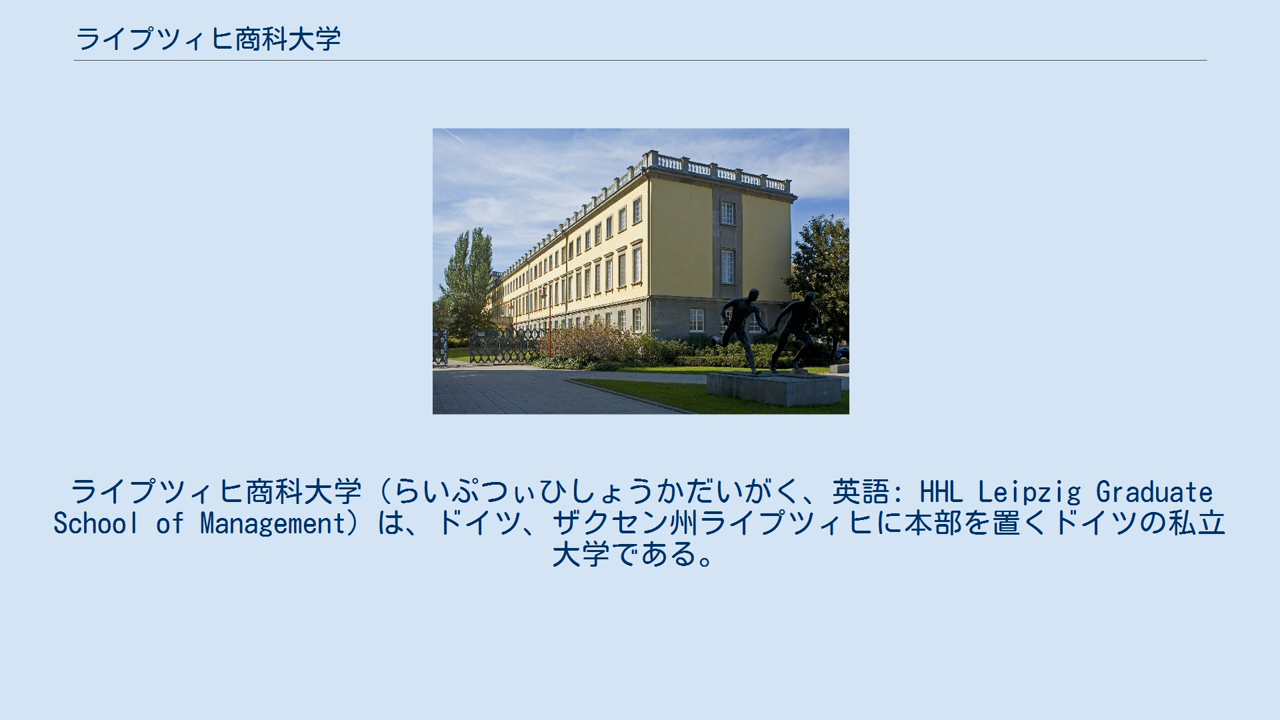 ライプツィヒ商科大学
ライプツィヒ商科大学（らいぷつぃひしょうかだいがく、英語: HHL Leipzig Graduate
School of Management）は、ドイツ、ザクセン州ライプツィヒに本部を置くドイツの私立
大学である。